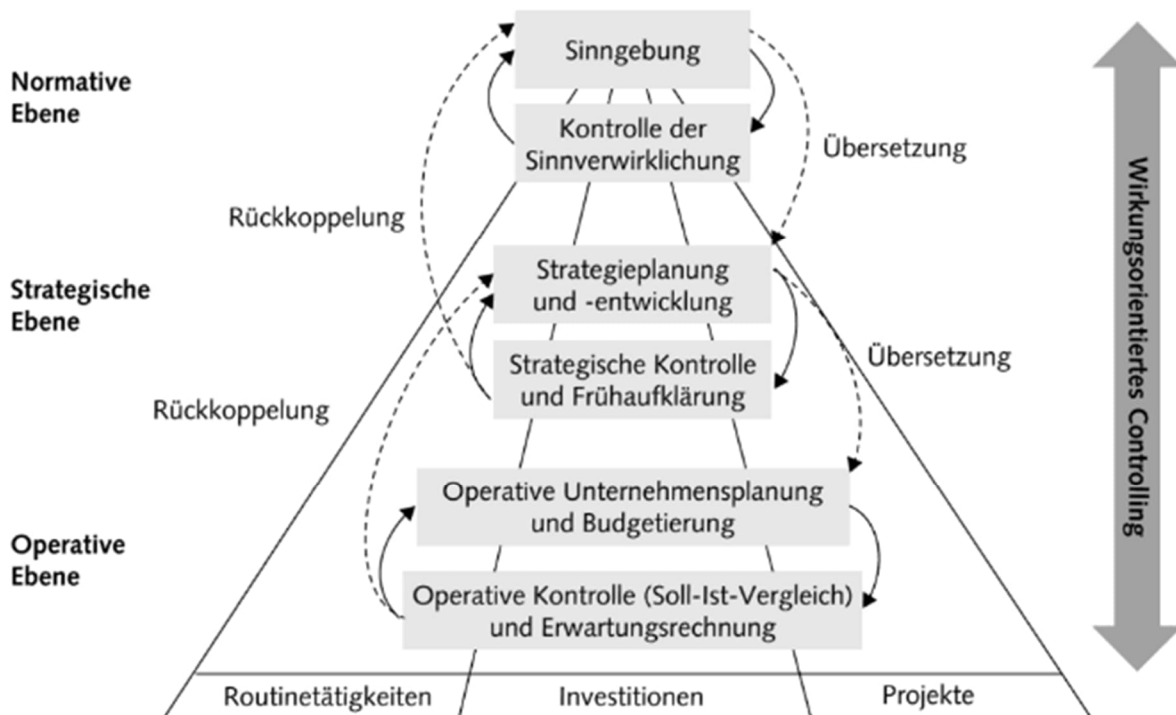 Normative
Ebene
Sinngebung
Kontrolle der
Sinnverwirklichung
Übersetzung
Rückkoppelung
Strategische
Ebene
Strategieplanung
und -entwicklung
Strategische Kontrolle
und Frühaufklärung
Übersetzung
Rückkoppelung
Operative
Ebene
Operative Unternehmensplanung
und Budgetierung
Operative Kontrolle (Soll-Ist-Vergleich)
und Erwartungsrechnung
Routinetätigkeiten
Investitionen
Projekte
Wirkungsorientiertes Controlling